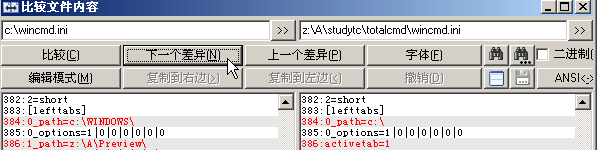 比较文件内容
c:\wincmd.ini >> z:\A\studytc\totalcmd\wincmd.ini >>
比较(C) 下一个差异(N) 上一个差异(P) 字体(F) 二进制(
编辑模式(M) 复制到右边(>) 复制到左边(<) 撤销(D) ANSI<->
382:2=short
383:[lefttabs]
384:0_path=c:\WINDOWS\
385:0_options=1|0|0|0|0|0|0
386:1_path=z:\A\Preview\
382:2=short
383:[lefttabs]
384:0_path=c:\
385:0_options=1|0|0|0|0|0|0
386:activetab=1